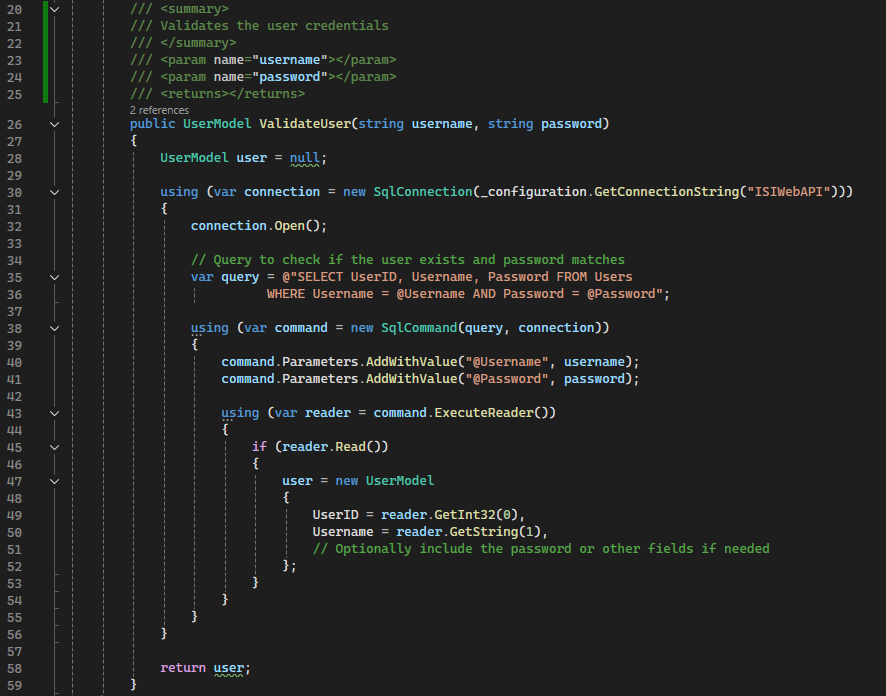 20 /// <summary>
21 /// Validates the user credentials
22 /// </summary>
23 /// <param name="username"></param>
24 /// <param name="password"></param>
25 /// <returns></returns>
2 references
26 public UserModel ValidateUser(string username, string password)
27 {
28 UserModel user = null;
29
30 using (var connection = new SqlConnection(_configuration.GetConnectionString("ISIWebAPI")))
31 {
32 connection.Open();
33
34 // Query to check if the user exists and password matches
35 var query = @"SELECT UserID, Username, Password FROM Users
36 WHERE Username = @Username AND Password = @Password";
37
38 using (var command = new SqlCommand(query, connection))
39 {
40 command.Parameters.AddWithValue("@Username", username);
41 command.Parameters.AddWithValue("@Password", password);
42
43 using (var reader = command.ExecuteReader())
44 {
45 if (reader.Read())
46 {
47 user = new UserModel
48 {
49 UserID = reader.GetInt32(0),
50 Username = reader.GetString(1),
51 // Optionally include the password or other fields if needed
52 };
53 }
54 }
55 }
56 }
57
58 return user;
59 }